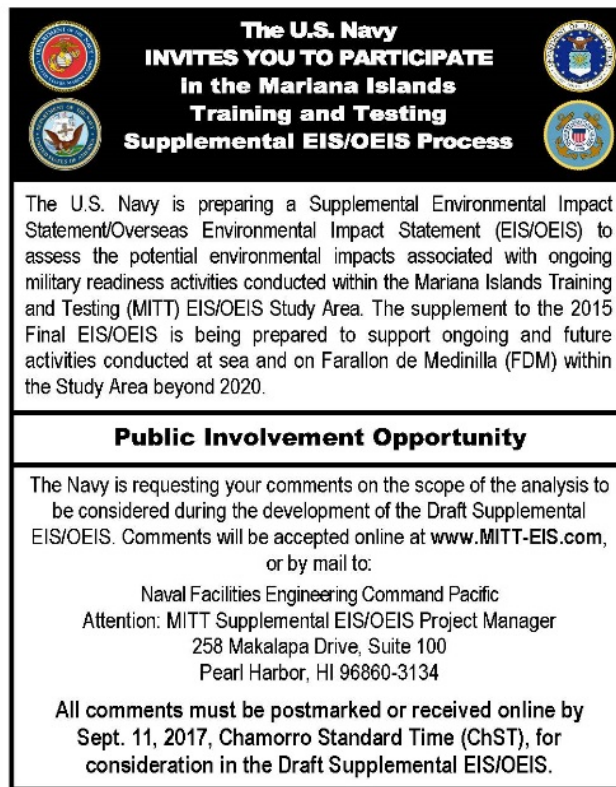 The U.S. Navy
INVITES YOU TO PARTICIPATE
in the Mariana Islands
Training and Testing
Supplemental EIS/OEIS Process
The U.S. Navy is preparing a Supplemental Environmental Impact
Statement/Overseas Environmental Impact Statement (EIS/OEIS) to
assess the potential environmental impacts associated with ongoing
military readiness activities conducted within the Mariana Islands Training
and Testing (MITT) EIS/OEIS Study Area. The supplement to the 2015
Final EIS/OEIS is being prepared to support ongoing and future
activities conducted at sea and on Farallon de Medinilla (FDM) within
the Study Area beyond 2020.
Public Involvement Opportunity
The Navy is requesting your comments on the scope of the analysis to
be considered during the development of the Draft Supplemental
EIS/OEIS. Comments will be accepted online at www.MITT-EIS.com,
or by mail to:
Naval Facilities Engineering Command Pacific
Attention: MITT Supplemental EIS/OEIS Project Manager
258 Makalapa Drive, Suite 100
Pearl Harbor, HI 96860-3134
All comments must be postmarked or received online by
Sept. 11, 2017, Chamorro Standard Time (ChST), for
consideration in the Draft Supplemental EIS/OEIS.